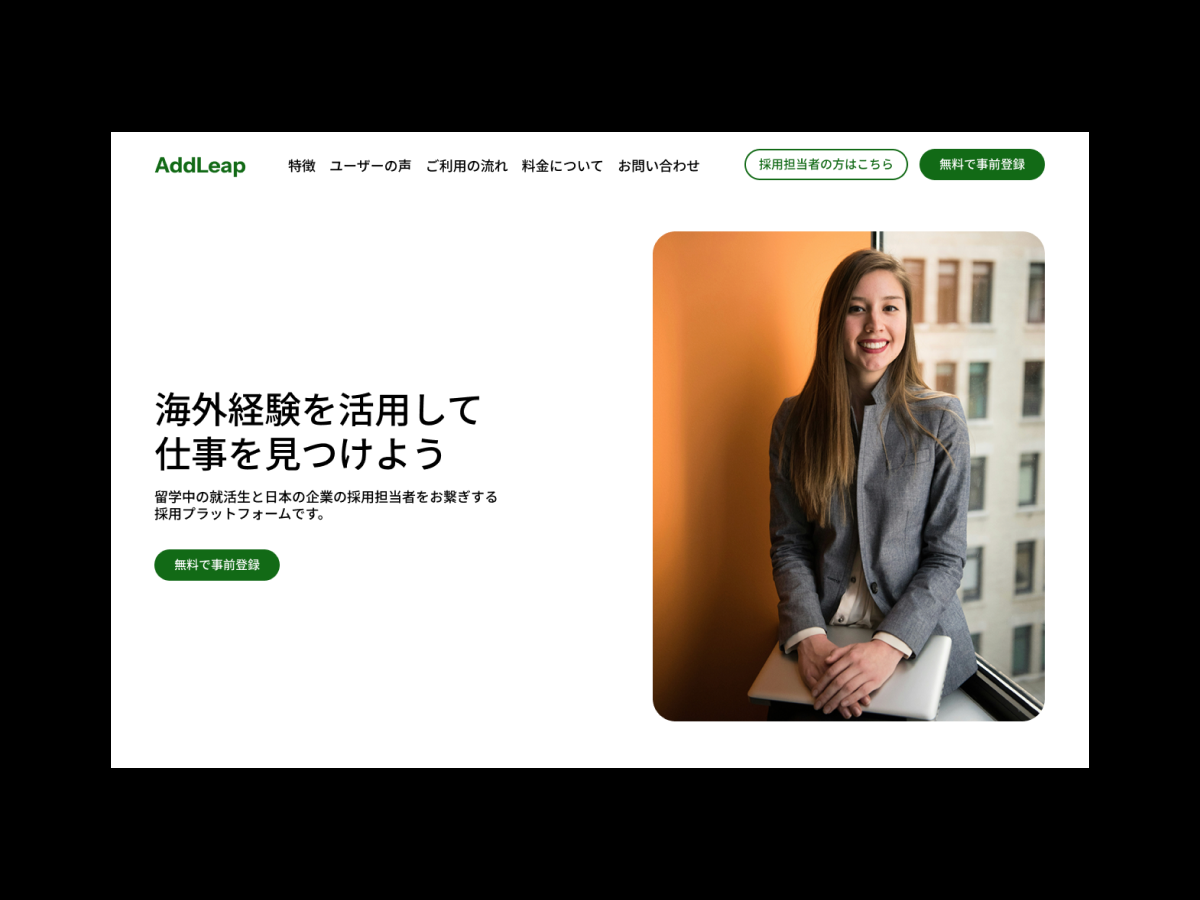 AddLeap
特徴
ユーザーの声
ご利用の流れ
料金について
お問い合わせ
採用担当者の方はこちら
無料で事前登録
海外経験を活用して
仕事を見つけよう
留学中の就活生と日本の企業の採用担当者をお繋ぎする
採用プラットフォームです。
無料で事前登録